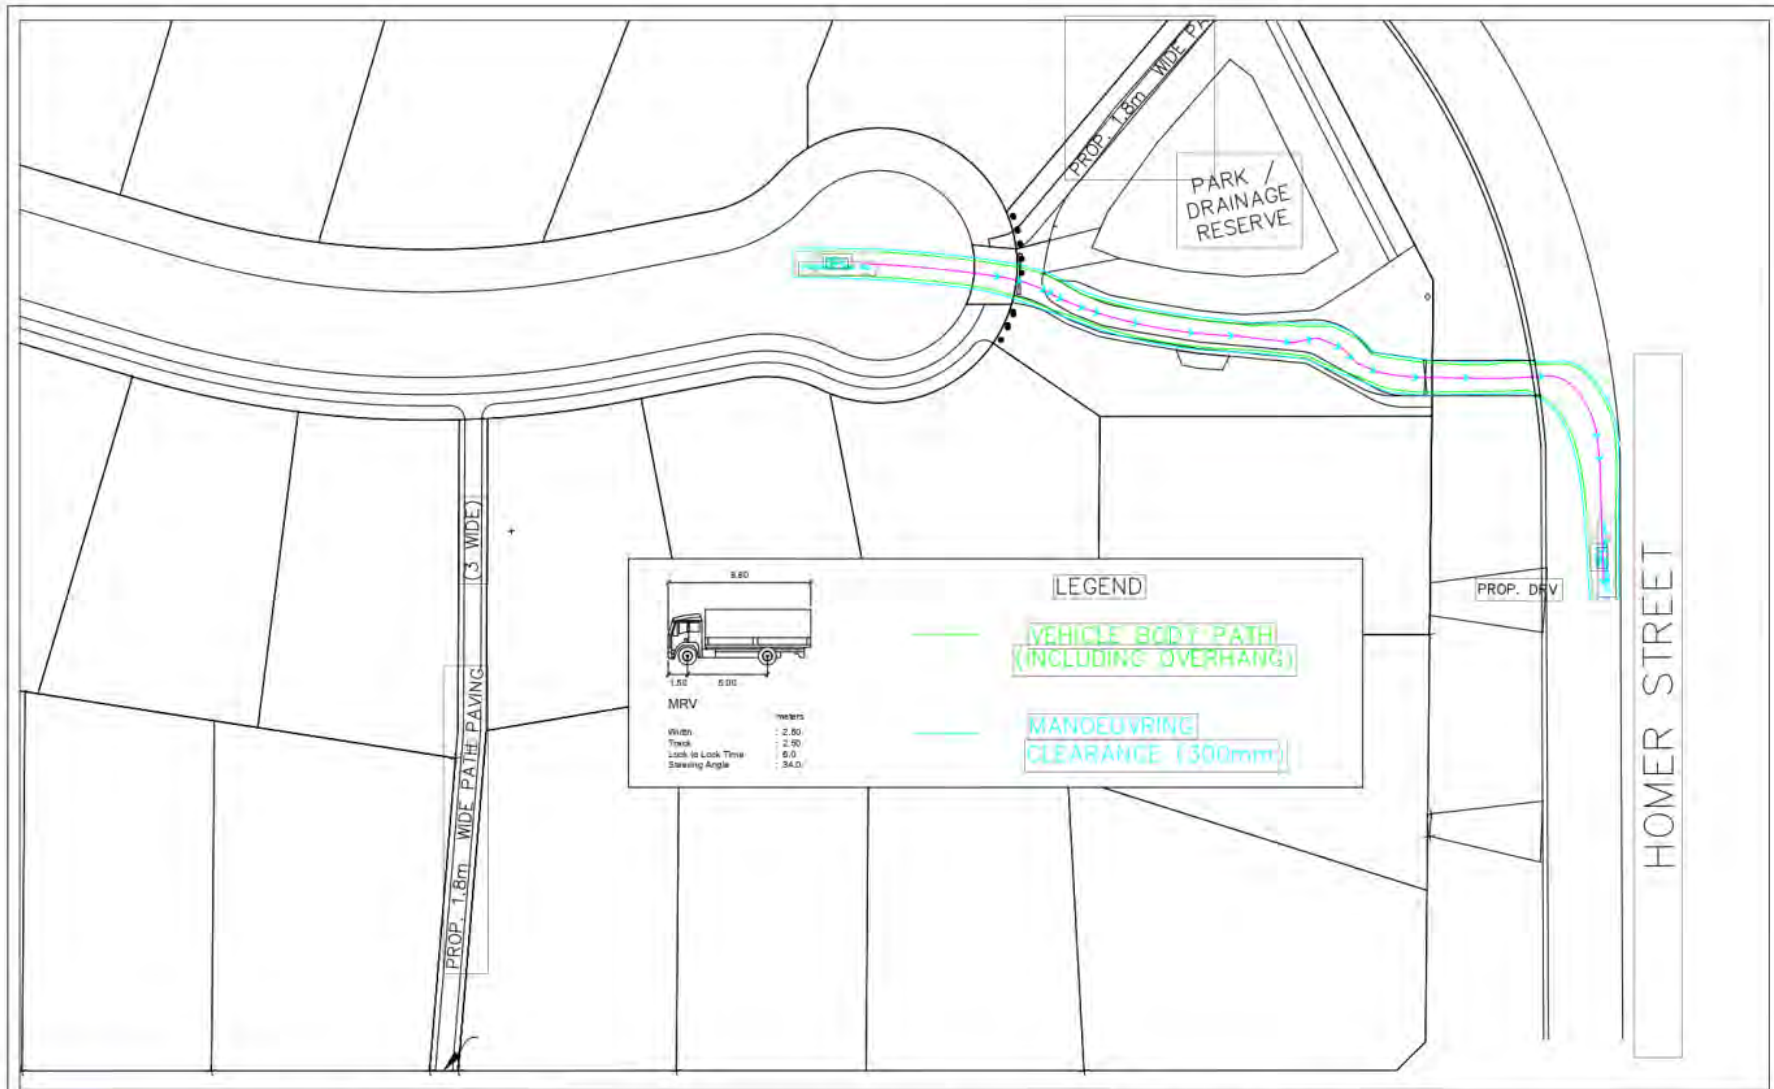 PROP. 1.8m WIDE PA
PARK /
DRAINAGE
RESERVE
(3 WIDE)
PROP. 1.8m WIDE PATH PAVING
PROP. DRV
HOMER STREET
8.80
1.50
5.00
MRV
meters
Width : 2.50
Track : 2.50
Lock to Lock Time : 6.0
Steering Angle : 34.0
LEGEND
VEHICLE BODY PATH
(INCLUDING OVERHANG)
MANOEUVRING
CLEARANCE (300mm)